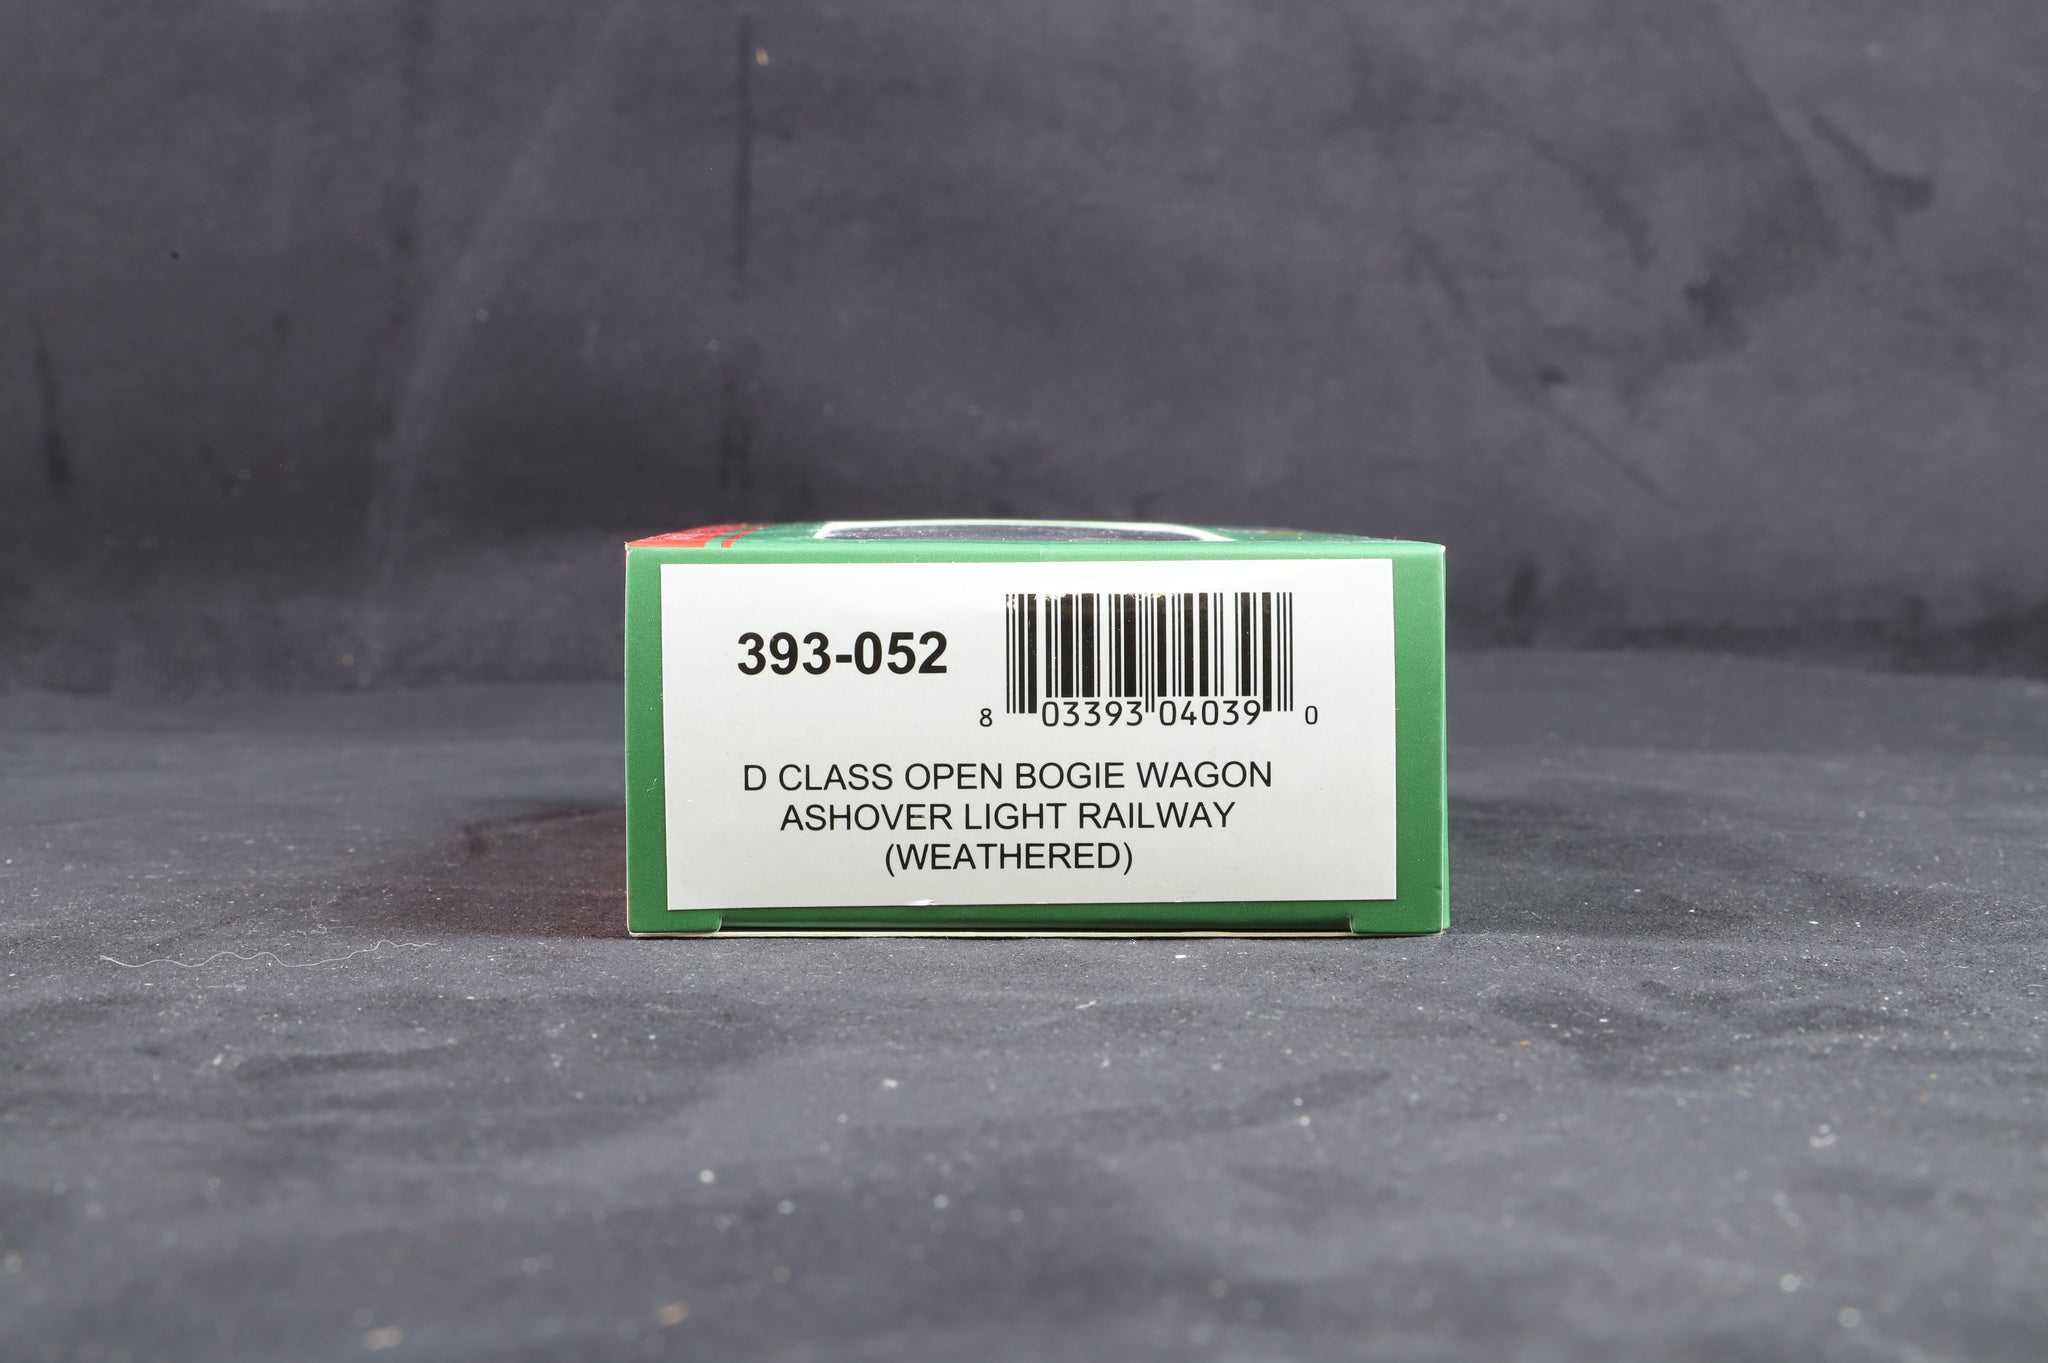 393-052
8 03393 04039 0
D CLASS OPEN BOGIE WAGON
ASHOVER LIGHT RAILWAY
(WEATHERED)